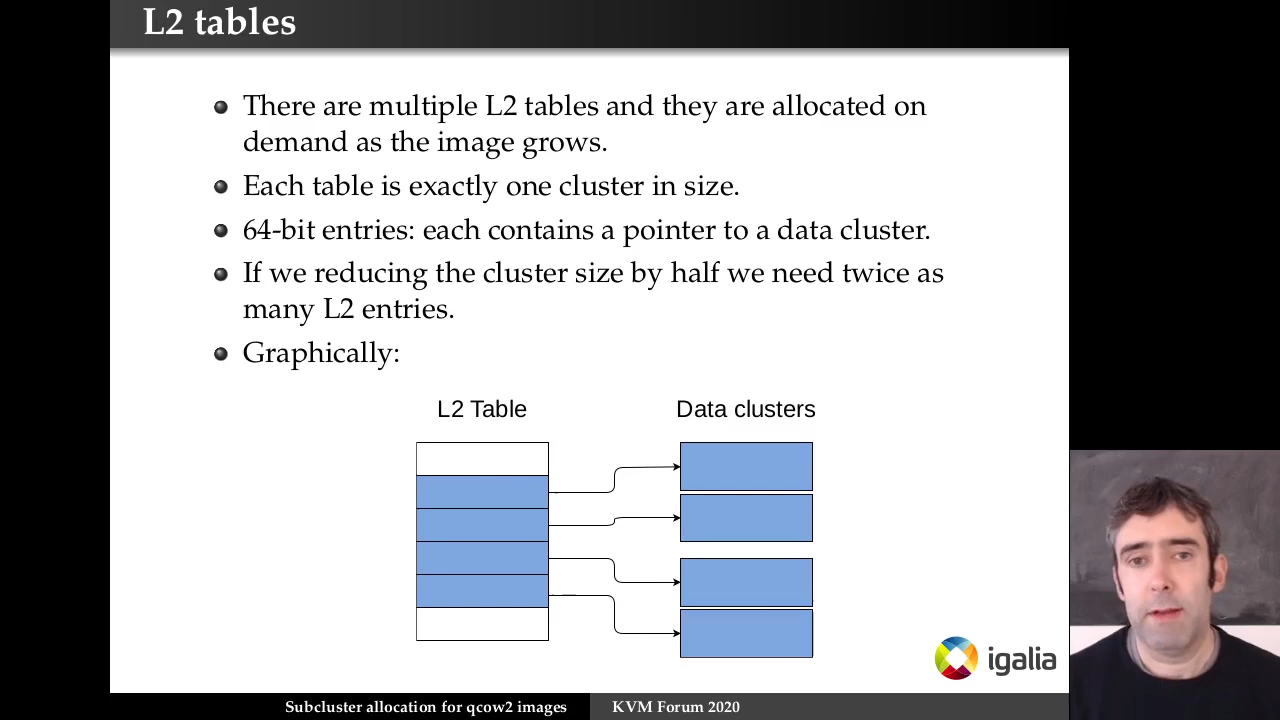 L2 tables
There are multiple L2 tables and they are allocated on
demand as the image grows.
Each table is exactly one cluster in size.
64-bit entries: each contains a pointer to a data cluster.
If we reducing the cluster size by half we need twice as
many L2 entries.
Graphically:
L2 Table
Data clusters
igalia
Subcluster allocation for qcow2 images
KVM Forum 2020